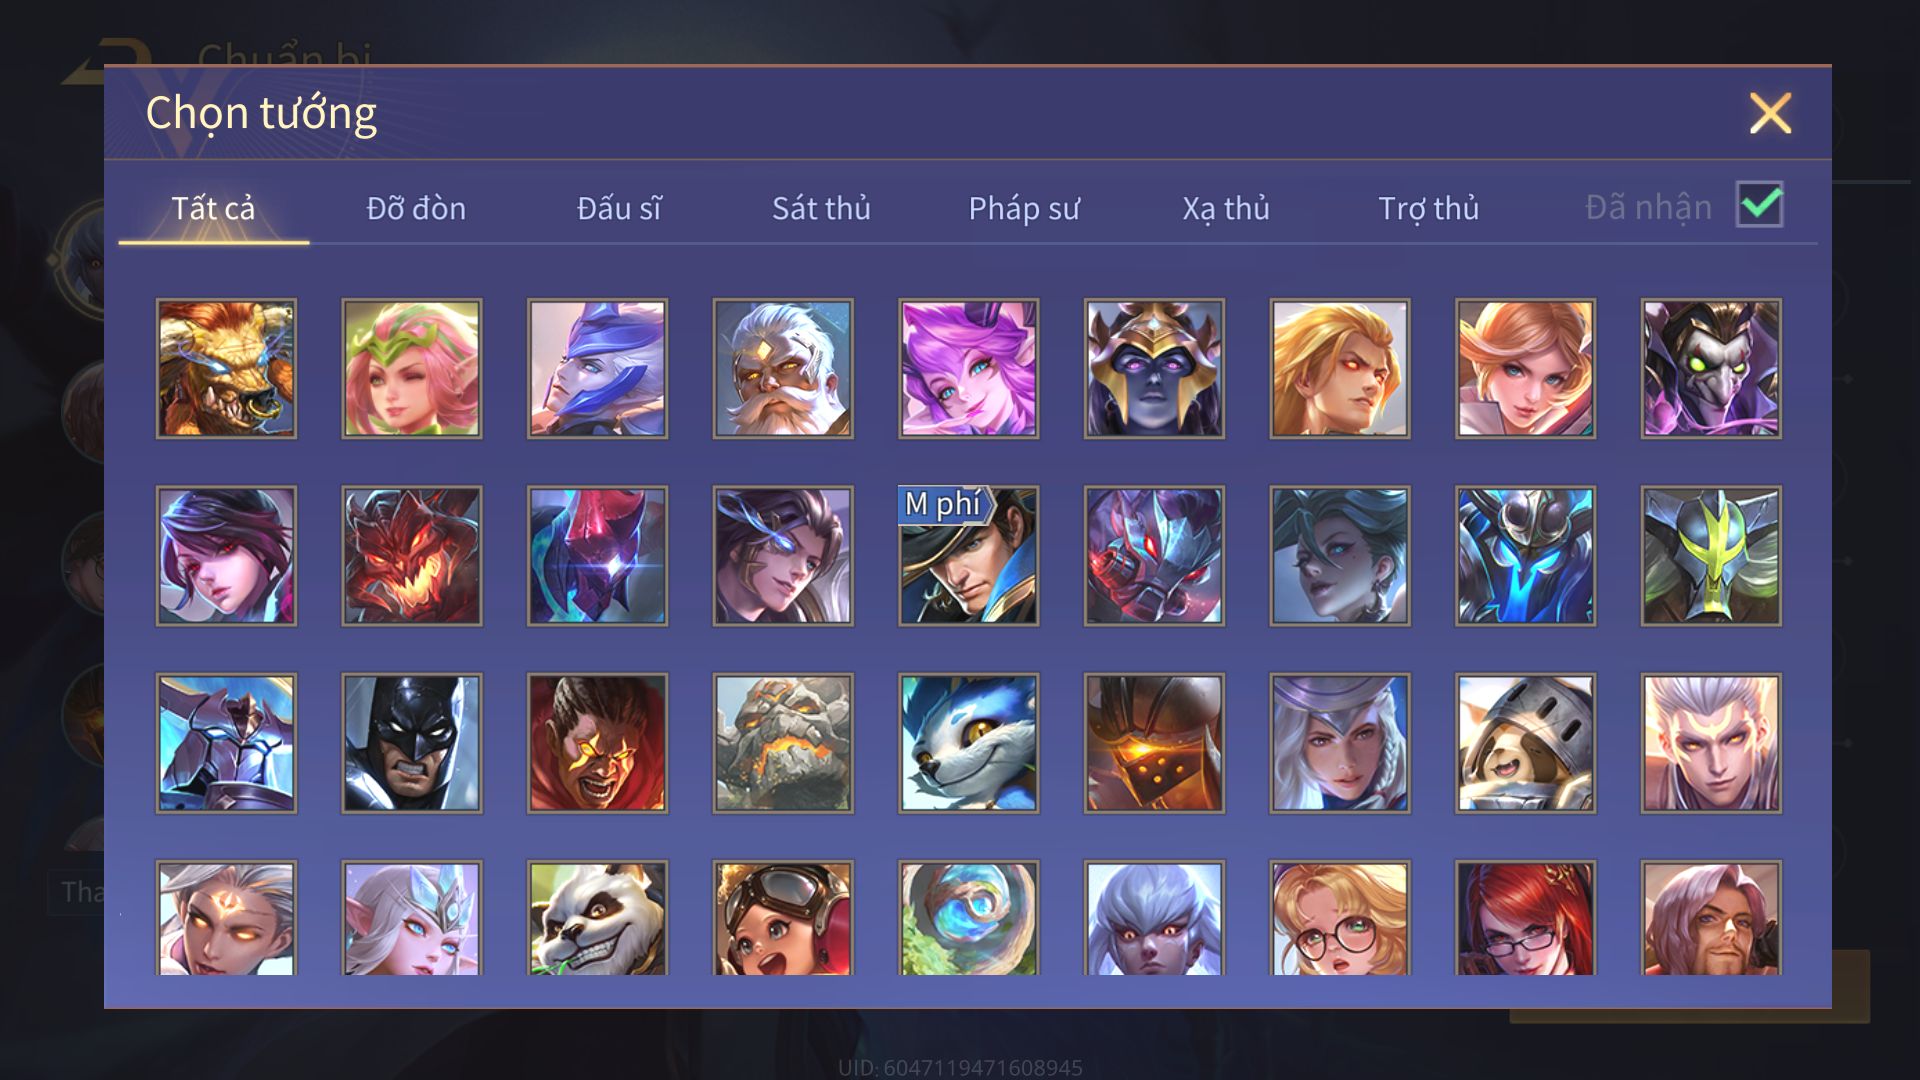 Chuẩn bị
Chọn tướng
Tất cả
Đỡ đòn
Đấu sĩ
Sát thủ
Pháp sư
Xạ thủ
Trợ thủ
Đã nhận
M phí
Tha
UID: 6047119471608945